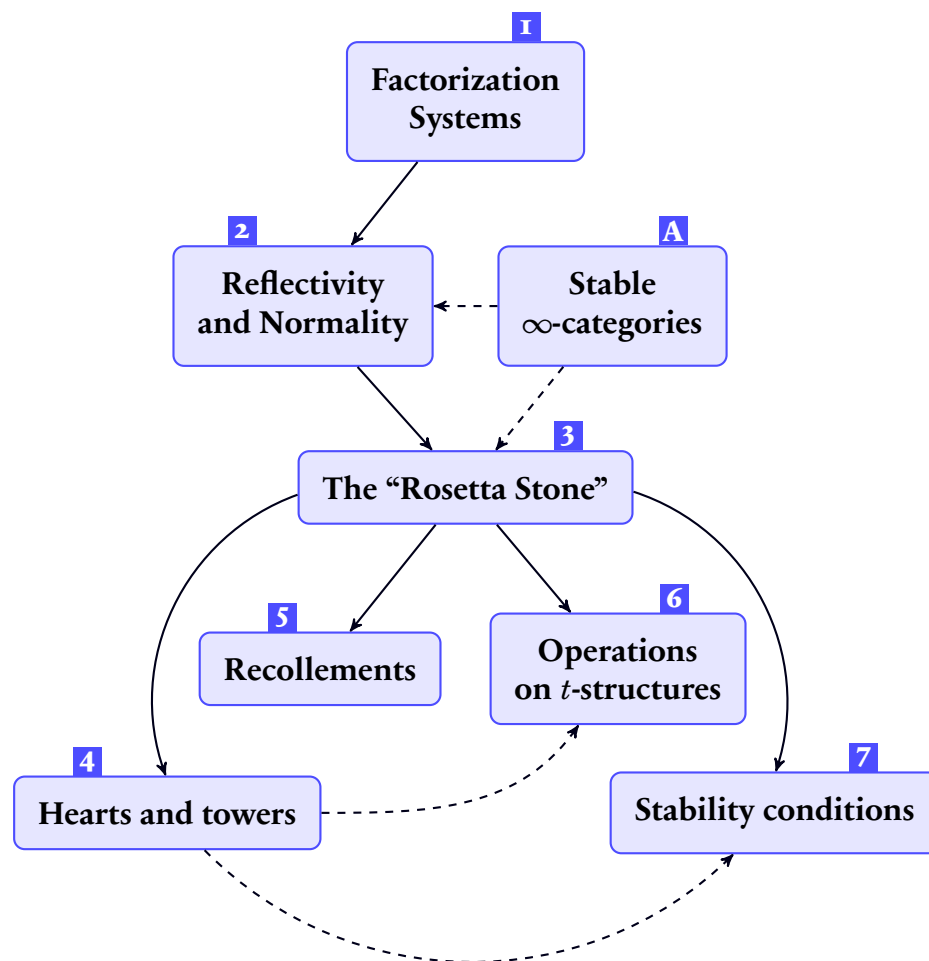 1
Factorization
Systems
2
Reflectivity
and Normality
A
Stable
∞-categories
3
The “Rosetta Stone”
5
Recollements
6
Operations
on t-structures
4
Hearts and towers
7
Stability conditions